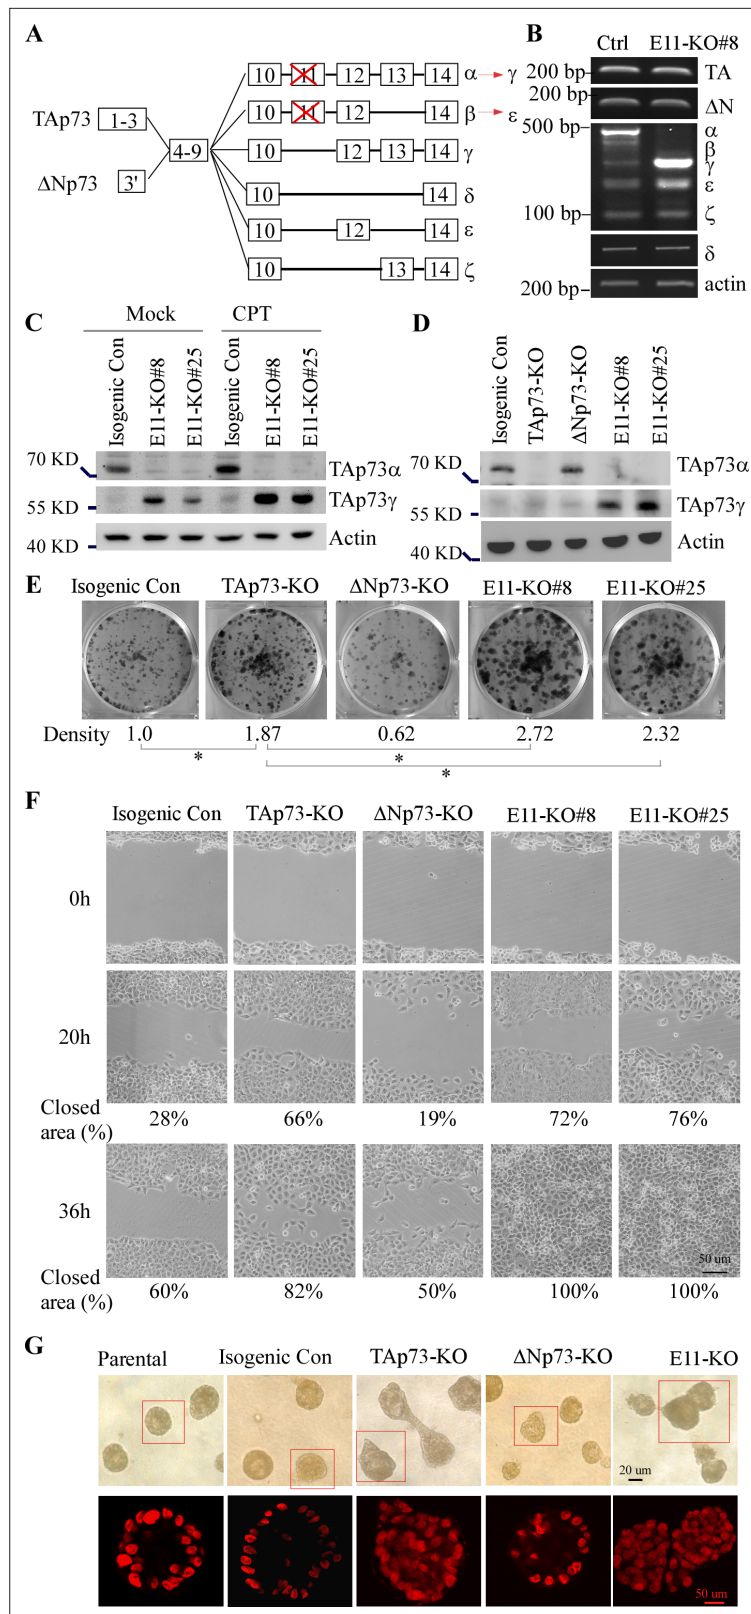 A
10 11 12 13 14 α → γ
10 11 12 14 β → ε
TAp73 1-3
10 12 13 14 γ
4-9
ΔNp73 3'
10 14 δ
10 12 14 ε
10 13 14 ζ
B
Ctrl E11-KO#8
200 bp TA
200 bp ΔN
500 bp α
β
γ
ε
100 bp ζ
δ
200 bp actin
C
Mock CPT
Isogenic Con E11-KO#8 E11-KO#25 Isogenic Con E11-KO#8 E11-KO#25
70 KD TAp73α
55 KD TAp73γ
40 KD Actin
D
Isogenic Con TAp73-KO ΔNp73-KO E11-KO#8 E11-KO#25
70 KD TAp73α
55 KD TAp73γ
40 KD Actin
E
Isogenic Con TAp73-KO ΔNp73-KO E11-KO#8 E11-KO#25
Density 1.0 1.87 0.62 2.72 2.32
* *
*
F
Isogenic Con TAp73-KO ΔNp73-KO E11-KO#8 E11-KO#25
0h
20h
Closed
area (%) 28% 66% 19% 72% 76%
36h
50 um
Closed
area (%) 60% 82% 50% 100% 100%
G
Parental Isogenic Con TAp73-KO ΔNp73-KO E11-KO
20 um
50 um